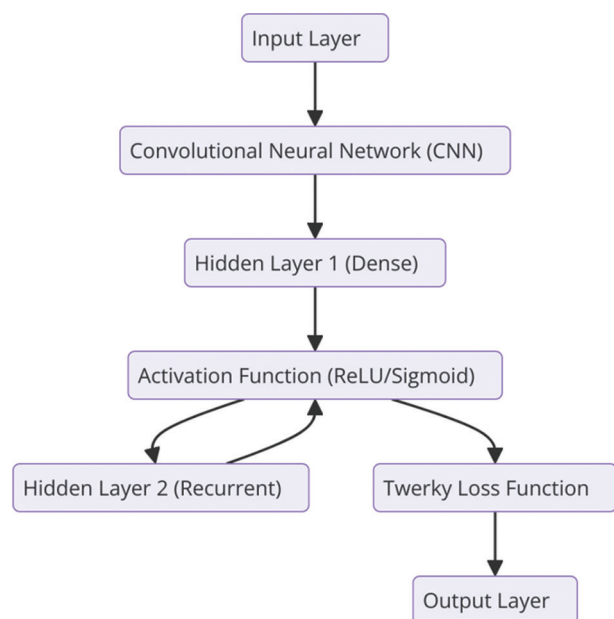 Input Layer
Convolutional Neural Network (CNN)
Hidden Layer 1 (Dense)
Activation Function (ReLU/Sigmoid)
Hidden Layer 2 (Recurrent)
Twerky Loss Function
Output Layer